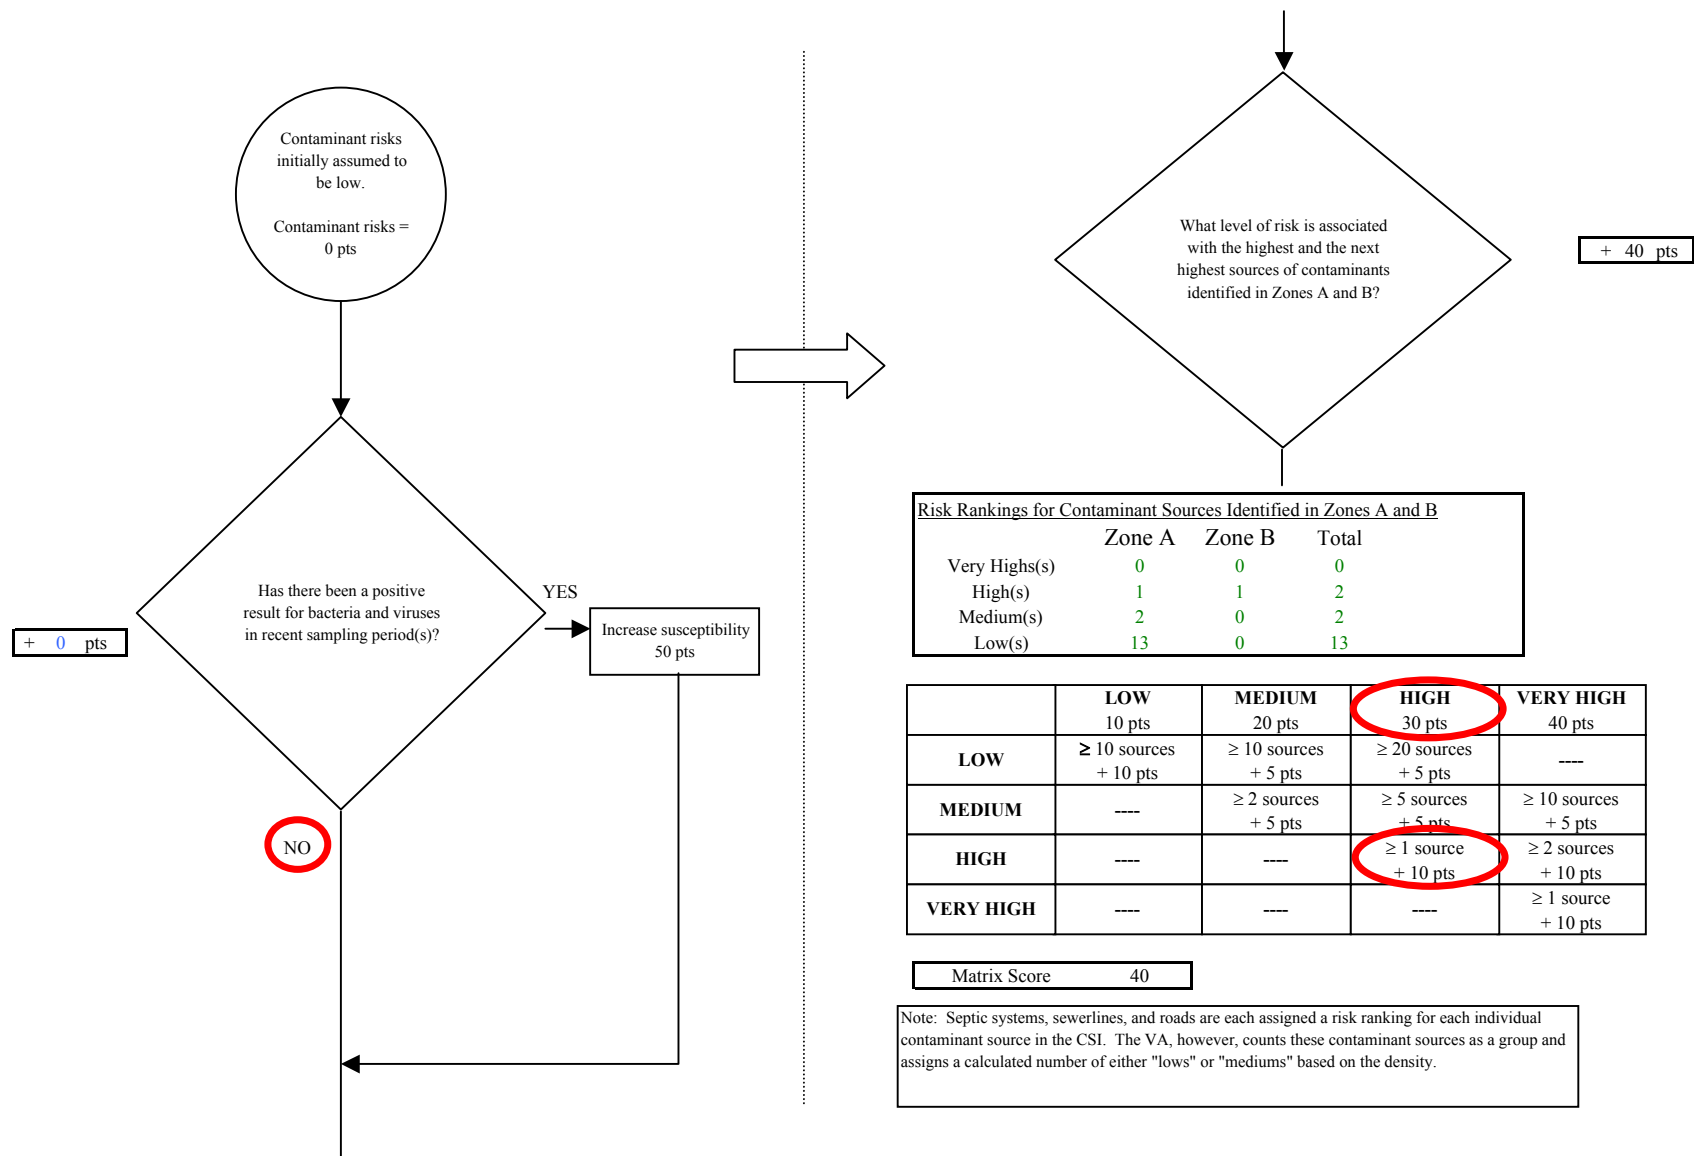 Contaminant risks
initially assumed to
be low.
Contaminant risks =
0 pts
Has there been a positive
result for bacteria and viruses
in recent sampling period(s)?
YES
+ 0 pts
Increase susceptibility
50 pts
NO
What level of risk is associated
with the highest and the next
highest sources of contaminants
identified in Zones A and B?
+ 40 pts
Risk Rankings for Contaminant Sources Identified in Zones A and B
Zone A Zone B Total
Very Highs(s) 0 0 0
High(s) 1 1 2
Medium(s) 2 0 2
Low(s) 13 0 13
LOW MEDIUM HIGH VERY HIGH
10 pts 20 pts 30 pts 40 pts
LOW ≥ 10 sources ≥ 10 sources ≥ 20 sources ----
+ 10 pts + 5 pts + 5 pts
MEDIUM ---- ≥ 2 sources ≥ 5 sources ≥ 10 sources
+ 5 pts + 5 pts + 5 pts
HIGH ---- ---- ≥ 1 source ≥ 2 sources
+ 10 pts + 10 pts
VERY HIGH ---- ---- ---- ≥ 1 source
+ 10 pts
Matrix Score 40
Note: Septic systems, sewerlines, and roads are each assigned a risk ranking for each individual
contaminant source in the CSI. The VA, however, counts these contaminant sources as a group and
assigns a calculated number of either "lows" or "mediums" based on the density.